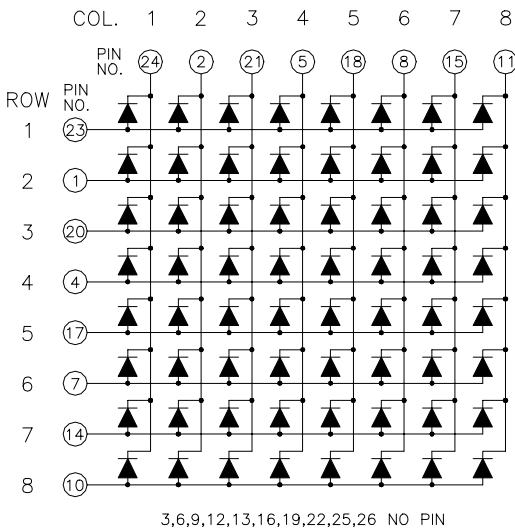 COL. 1 2 3 4 5 6 7 8
PIN NO. 24 2 21 5 18 8 15 11
ROW PIN NO.
1 23
2 1
3 20
4 4
5 17
6 7
7 14
8 10
3,6,9,12,13,16,19,22,25,26 NO PIN